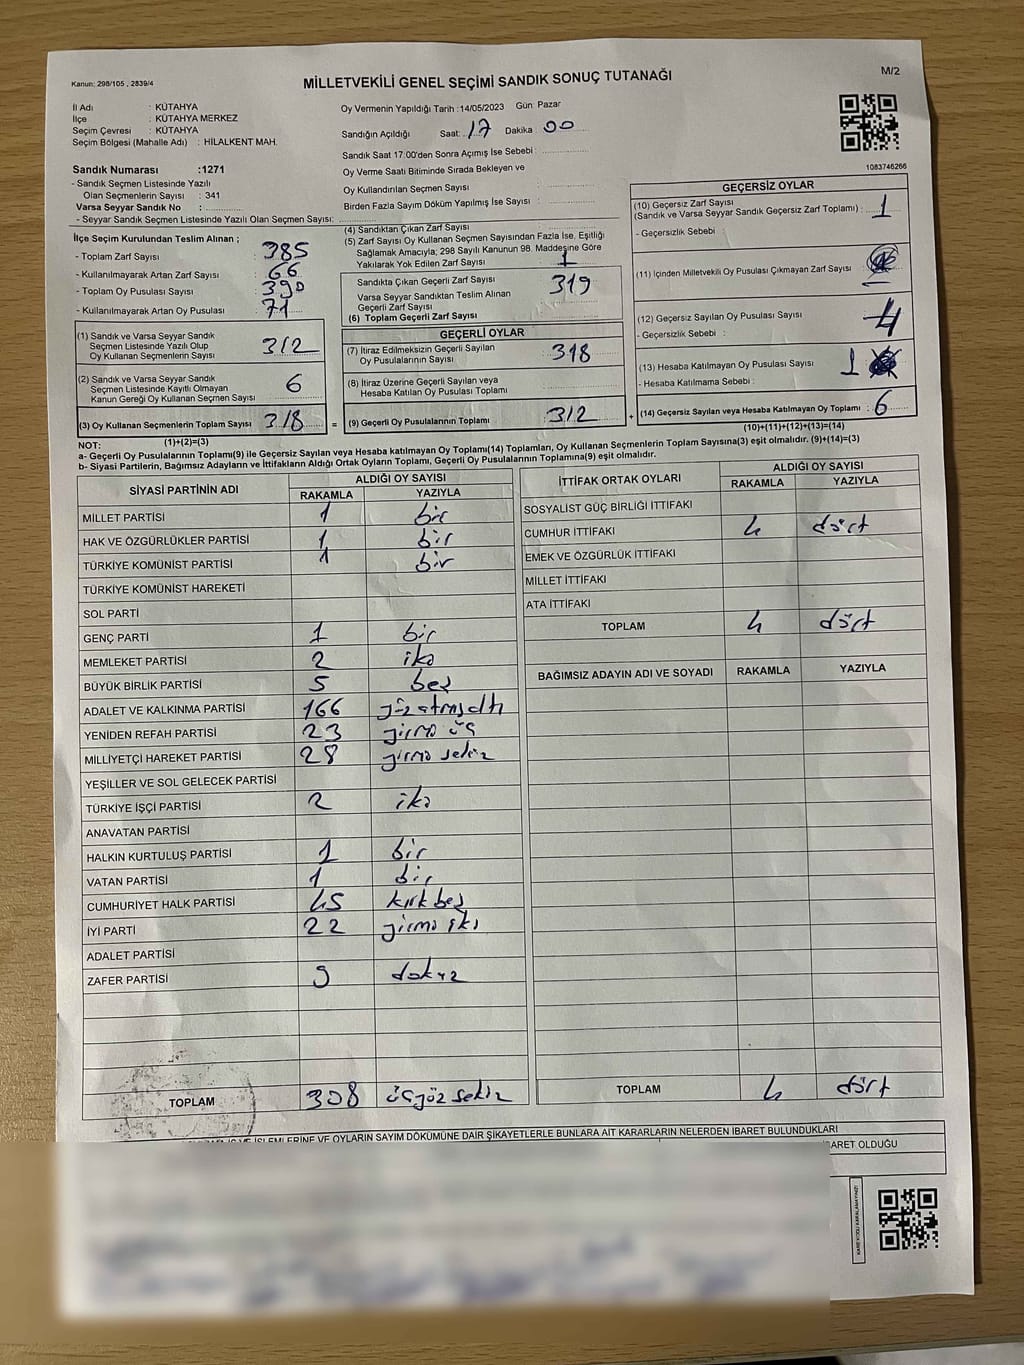 Kanun: 298/105 , 2839/4
MİLLETVEKİLİ GENEL SEÇİMİ SANDIK SONUÇ TUTANAĞI
M/2
İl Adı : KÜTAHYA
İlçe : KÜTAHYA MERKEZ
Seçim Çevresi : KÜTAHYA
Seçim Bölgesi (Mahalle Adı) : HİLALKENT MAH.
Oy Vermenin Yapıldığı Tarih :14/05/2023 Gün: Pazar
Sandığın Açıldığı Saat: 17 Dakika : 00
Sandık Saat 17:00'den Sonra Açımış İse Sebebi :
Oy Verme Saati Bitiminde Sırada Bekleyen ve
Oy Kullandırılan Seçmen Sayısı :
Birden Fazla Sayım Döküm Yapılmış İse Sayısı :
1083746266
Sandık Numarası :1271
- Sandık Seçmen Listesinde Yazılı
Olan Seçmenlerin Sayısı : 341
Varsa Seyyar Sandık No :
- Seyyar Sandık Seçmen Listesinde Yazılı Olan Seçmen Sayısı:
İlçe Seçim Kurulundan Teslim Alınan ;
- Toplam Zarf Sayısı : 385
- Kullanılmayarak Artan Zarf Sayısı : 66
- Toplam Oy Pusulası Sayısı : 390
- Kullanılmayarak Artan Oy Pusulası : 71
(1) Sandık ve Varsa Seyyar Sandık
Seçmen Listesinde Yazılı Olup
Oy Kullanan Seçmenlerin Sayısı 312
(2) Sandık ve Varsa Seyyar Sandık
Seçmen Listesinde Kayıtlı Olmayan
Kanun Gereği Oy Kullanan Seçmen Sayısı 6
(3) Oy Kullanan Seçmenlerin Toplam Sayısı 318
(1)+(2)=(3)
(4) Sandıktan Çıkan Zarf Sayısı :
(5) Zarf Sayısı Oy Kullanan Seçmen Sayısından Fazla İse, Eşitliği
Sağlamak Amacıyla, 298 Sayılı Kanunun 98. Maddesine Göre
Yakılarak Yok Edilen Zarf Sayısı : 1
Sandıkta Çıkan Geçerli Zarf Sayısı : 319
Varsa Seyyar Sandıktan Teslim Alınan
Geçerli Zarf Sayısı :
(6) Toplam Geçerli Zarf Sayısı :
GEÇERLİ OYLAR
(7) İtiraz Edilmeksizin Geçerli Sayılan
Oy Pusulalarının Sayısı : 318
(8) İtiraz Üzerine Geçerli Sayılan veya
Hesaba Katılan Oy Pusulası Toplamı
= (9) Geçerli Oy Pusulalarının Toplamı 312
GEÇERSİZ OYLAR
(10) Geçersiz Zarf Sayısı
(Sandık ve Varsa Seyyar Sandık Geçersiz Zarf Toplamı) : 1
- Geçersizlik Sebebi :
(11) İçinden Milletvekili Oy Pusulası Çıkmayan Zarf Sayısı :
(12) Geçersiz Sayılan Oy Pusulası Sayısı : 4
- Geçersizlik Sebebi :
(13) Hesaba Katılmayan Oy Pusulası Sayısı : 1
- Hesaba Katılmama Sebebi :
+ (14) Geçersiz Sayılan veya Hesaba Katılmayan Oy Toplamı : 6
(10)+(11)+(12)+(13)=(14)
NOT:
a- Geçerli Oy Pusulalarının Toplamı(9) ile Geçersiz Sayılan veya Hesaba Katılmayan Oy Toplamı(14) Toplamları, Oy Kullanan Seçmenlerin Toplam Sayısına(3) eşit olmalıdır. (9)+(14)=(3)
b- Siyasi Partilerin, Bağımsız Adayların ve İttifakların Aldığı Ortak Oyların Toplamı, Geçerli Oy Pusulalarının Toplamına(9) eşit olmalıdır.
SİYASİ PARTİNİN ADI ALDIĞI OY SAYISI
RAKAMLA YAZIYLA
MİLLET PARTİSİ 1 bir
HAK VE ÖZGÜRLÜKLER PARTİSİ 1 bir
TÜRKİYE KOMÜNİST PARTİSİ 1 bir
TÜRKİYE KOMÜNİST HAREKETİ
SOL PARTİ
GENÇ PARTİ 1 bir
MEMLEKET PARTİSİ 2 iki
BÜYÜK BİRLİK PARTİSİ 5 beş
ADALET VE KALKINMA PARTİSİ 166 yüz atmışaltı
YENİDEN REFAH PARTİSİ 23 yirmi üç
MİLLİYETÇİ HAREKET PARTİSİ 28 yirmi sekiz
YEŞİLLER VE SOL GELECEK PARTİSİ
TÜRKİYE İŞÇİ PARTİSİ 2 iki
ANAVATAN PARTİSİ
HALKIN KURTULUŞ PARTİSİ 1 bir
VATAN PARTİSİ 1 bir
CUMHURİYET HALK PARTİSİ 45 kırk beş
İYİ PARTİ 22 yirmi iki
ADALET PARTİSİ
ZAFER PARTİSİ 9 dokuz
TOPLAM 308 üçyüz sekiz
İTTİFAK ORTAK OYLARI ALDIĞI OY SAYISI
RAKAMLA YAZIYLA
SOSYALİST GÜÇ BİRLİĞİ İTTİFAKI
CUMHUR İTTİFAKI 4 dört
EMEK VE ÖZGÜRLÜK İTTİFAKI
MİLLET İTTİFAKI
ATA İTTİFAKI
TOPLAM 4 dört
BAĞIMSIZ ADAYIN ADI VE SOYADI RAKAMLA YAZIYLA
TOPLAM 4 dört
İŞLEMLERİNE VE OYLARIN SAYIM DÖKÜMÜNE DAİR ŞİKAYETLERLE BUNLARA AİT KARARLARIN NELERDEN İBARET BULUNDUKLARI
İBARET OLDUĞU
KAREKODU KARALAMAYINIZ!